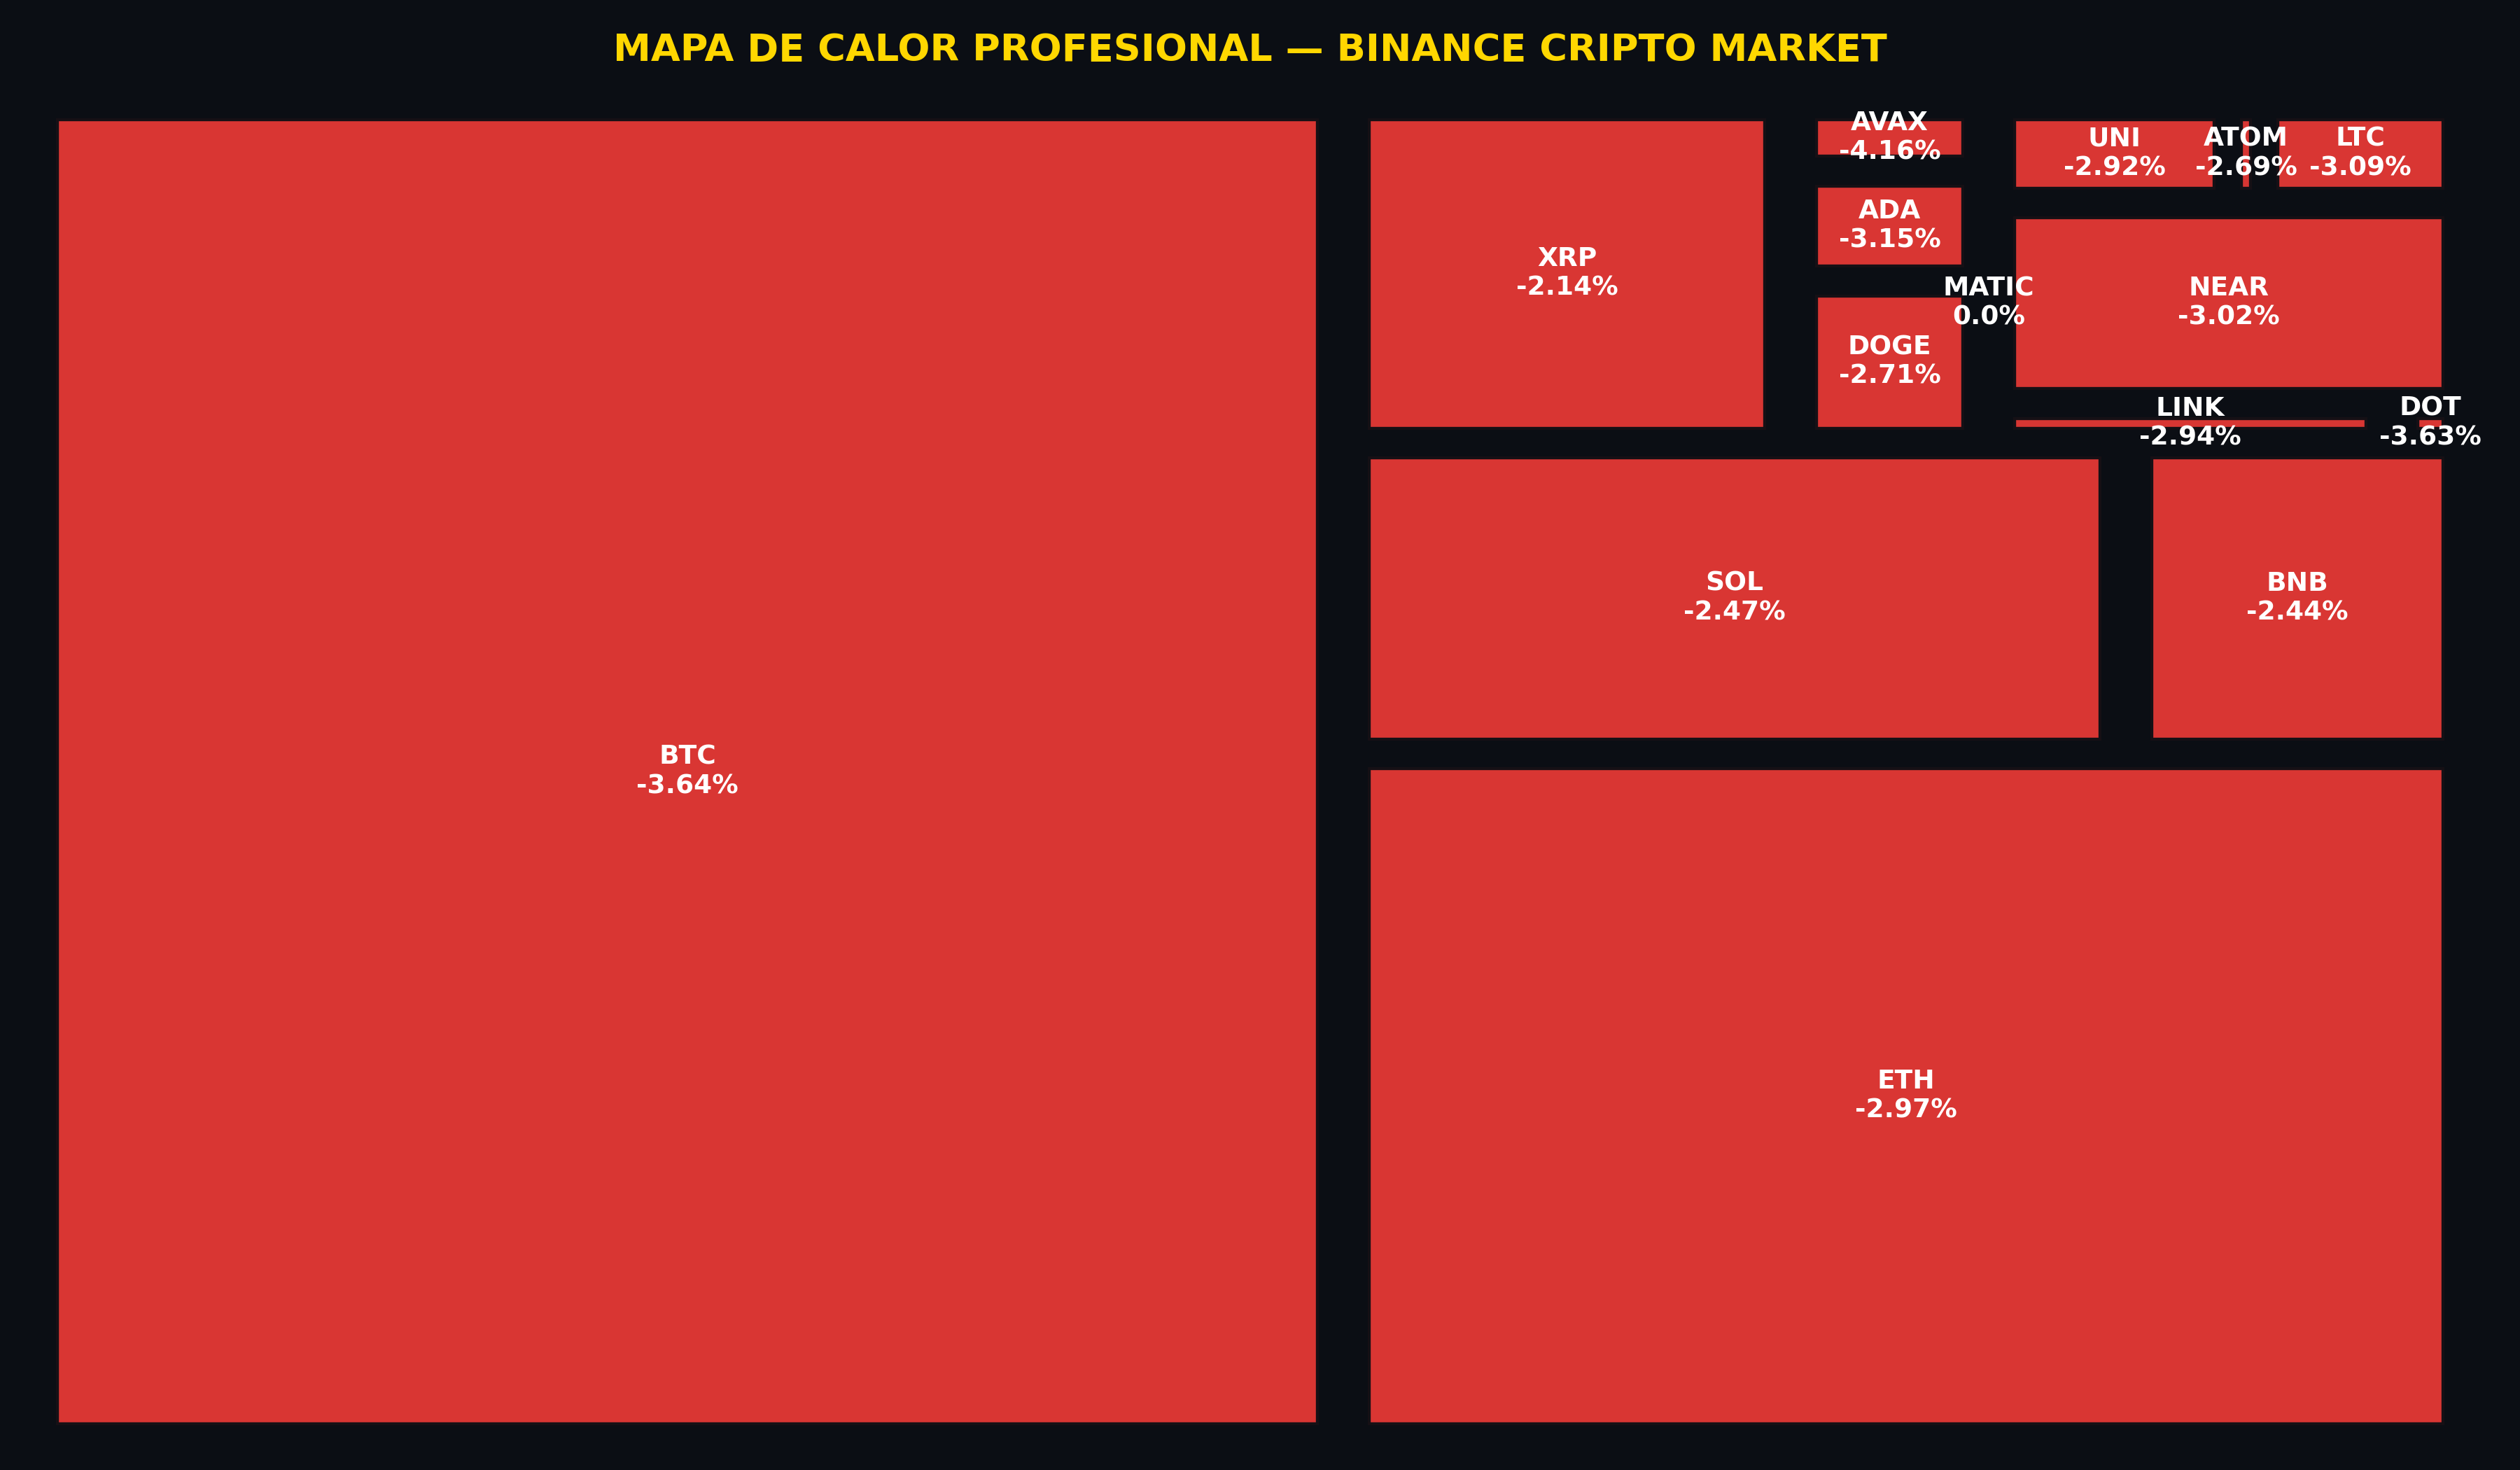 MAPA DE CALOR PROFESIONAL — BINANCE CRIPTO MARKET
BTC
-3.64%
XRP
-2.14%
AVAX
-4.16%
ADA
-3.15%
DOGE
-2.71%
MATIC
0.0%
UNI
-2.92%
ATOM
-2.69%
LTC
-3.09%
NEAR
-3.02%
LINK
-2.94%
DOT
-3.63%
SOL
-2.47%
BNB
-2.44%
ETH
-2.97%